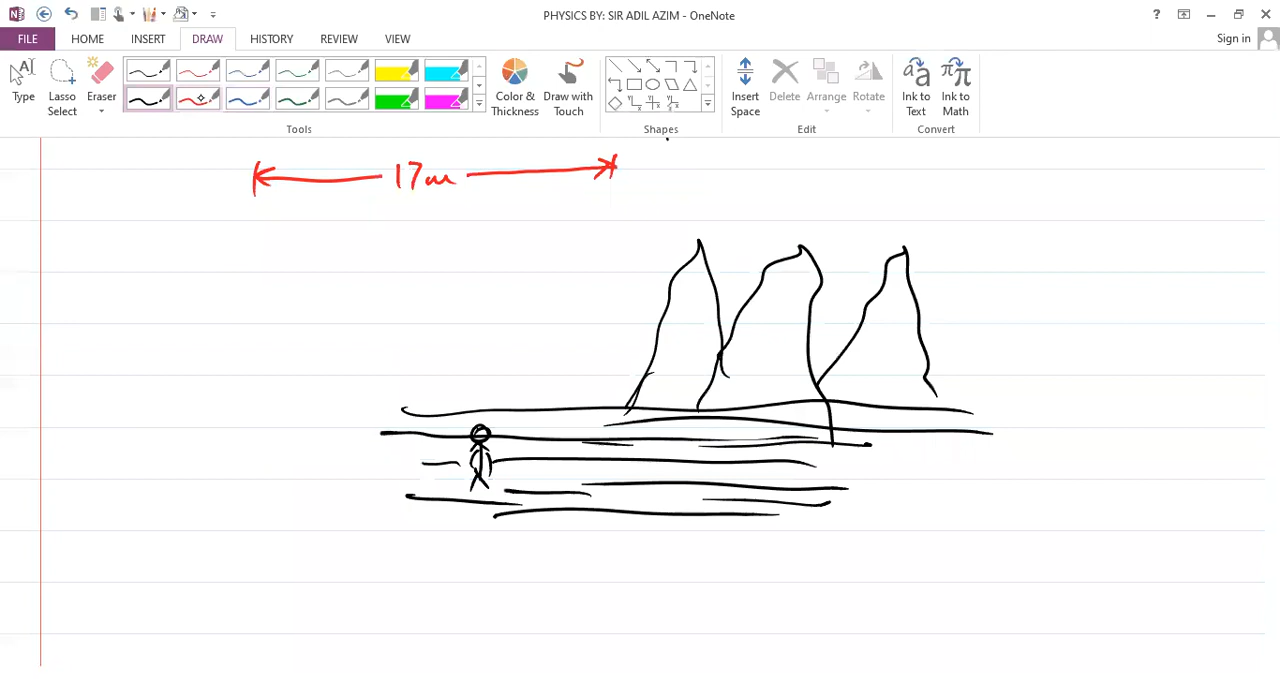 PHYSICS BY: SIR ADIL AZIM - OneNote
?
FILE HOME INSERT DRAW HISTORY REVIEW VIEW
Sign in
Type
Lasso Select
Eraser
Color & Thickness
Draw with Touch
Insert Space
Delete
Arrange
Rotate
Ink to Text
Ink to Math
Tools
Shapes
Edit
Convert
17m